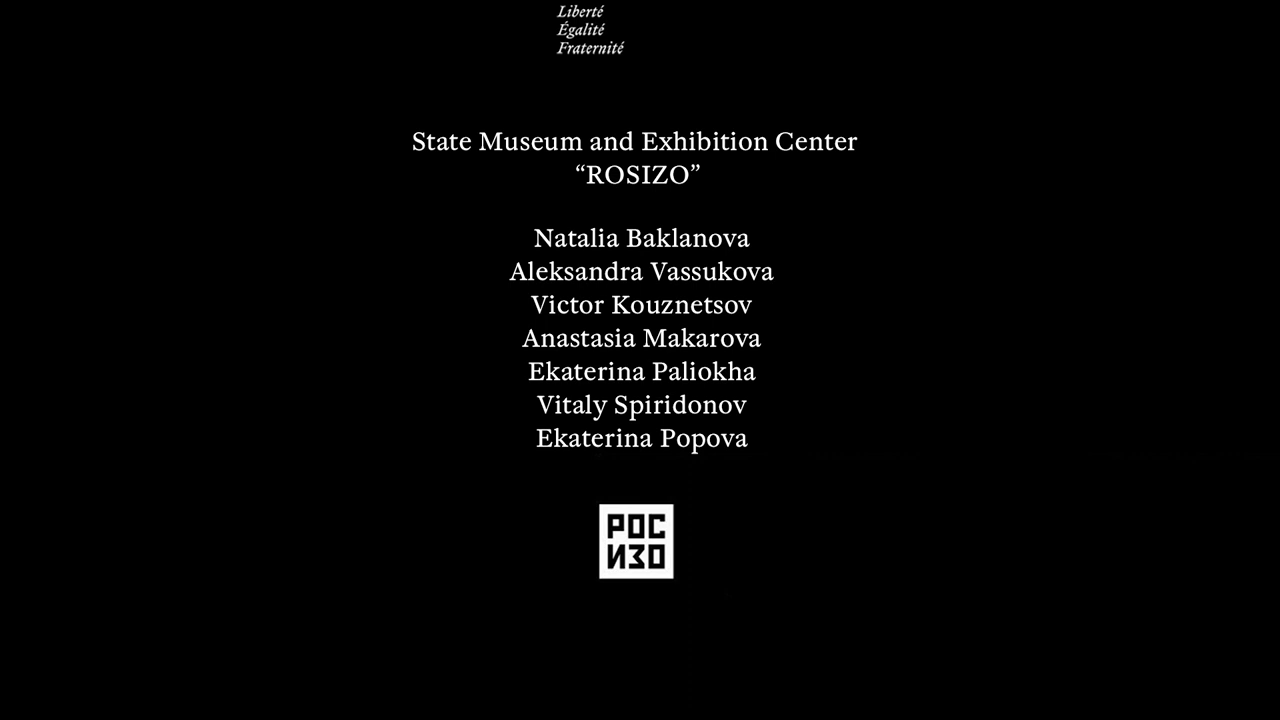 Liberté
Égalité
Fraternité
State Museum and Exhibition Center
“ROSIZO”
Natalia Baklanova
Aleksandra Vassukova
Victor Kouznetsov
Anastasia Makarova
Ekaterina Paliokha
Vitaly Spiridonov
Ekaterina Popova
РОС
ИЗО